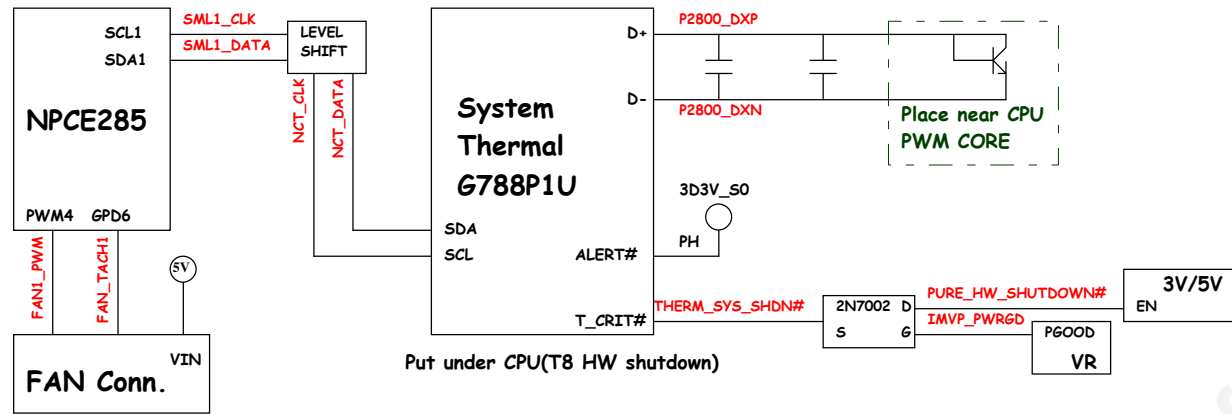 SML1_CLK
SCL1
SML1_DATA
SDA1
LEVEL
SHIFT
NPCE285
NCT_CLK
NCT_DATA
PWM4 GPD6
FAN1_PWM
FAN_TACH1
5V
VIN
FAN Conn.
System
Thermal
G788P1U
D+
D-
SDA
SCL
ALERT#
T_CRIT#
P2800_DXP
P2800_DXN
Place near CPU
PWM CORE
3D3V_S0
PH
THERM_SYS_SHDN#
2N7002 D
S G
PURE_HW_SHUTDOWN#
IMVP_PWRGD
3V/5V
EN
PGOOD
VR
Put under CPU(T8 HW shutdown)